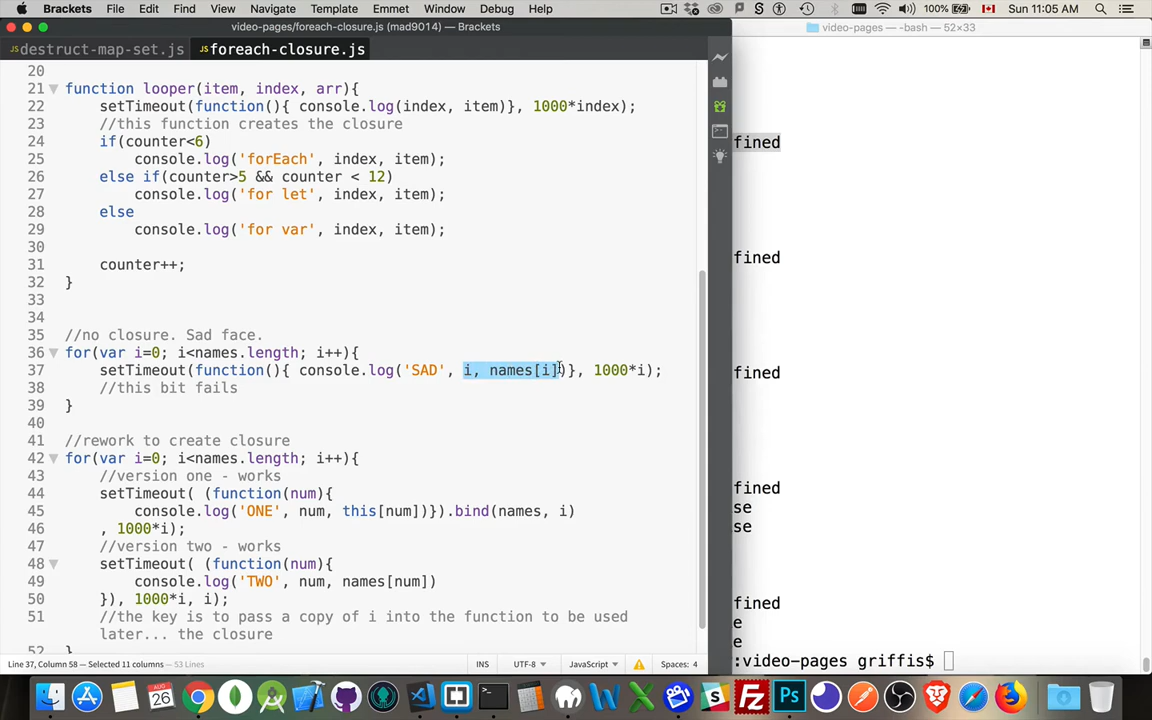 Brackets File Edit Find View Navigate Template Emmet Window Debug Help 100% Sun 11:05 AM
video-pages/foreach-closure.js (mad9014) — Brackets
video-pages — -bash — 52×33
destruct-map-set.js
foreach-closure.js
20
21 function looper(item, index, arr){
22 setTimeout(function(){ console.log(index, item)}, 1000*index);
23 //this function creates the closure
24 if(counter<6)
25 console.log('forEach', index, item);
26 else if(counter>5 && counter < 12)
27 console.log('for let', index, item);
28 else
29 console.log('for var', index, item);
30
31 counter++;
32 }
33
34
35 //no closure. Sad face.
36 for(var i=0; i<names.length; i++){
37 setTimeout(function(){ console.log('SAD', i, names[i])}, 1000*i);
38 //this bit fails
39 }
40
41 //rework to create closure
42 for(var i=0; i<names.length; i++){
43 //version one - works
44 setTimeout( (function(num){
45 console.log('ONE', num, this[num])}).bind(names, i)
46 , 1000*i);
47 //version two - works
48 setTimeout( (function(num){
49 console.log('TWO', num, names[num])
50 }), 1000*i, i);
51 //the key is to pass a copy of i into the function to be used
later... the closure
52 }
fined
fined
fined
fined
se
se
fined
e
e
:video-pages griffis$
Line 37, Column 58 — Selected 11 columns — 53 Lines
INS UTF-8 JavaScript Spaces: 4
AUG
26